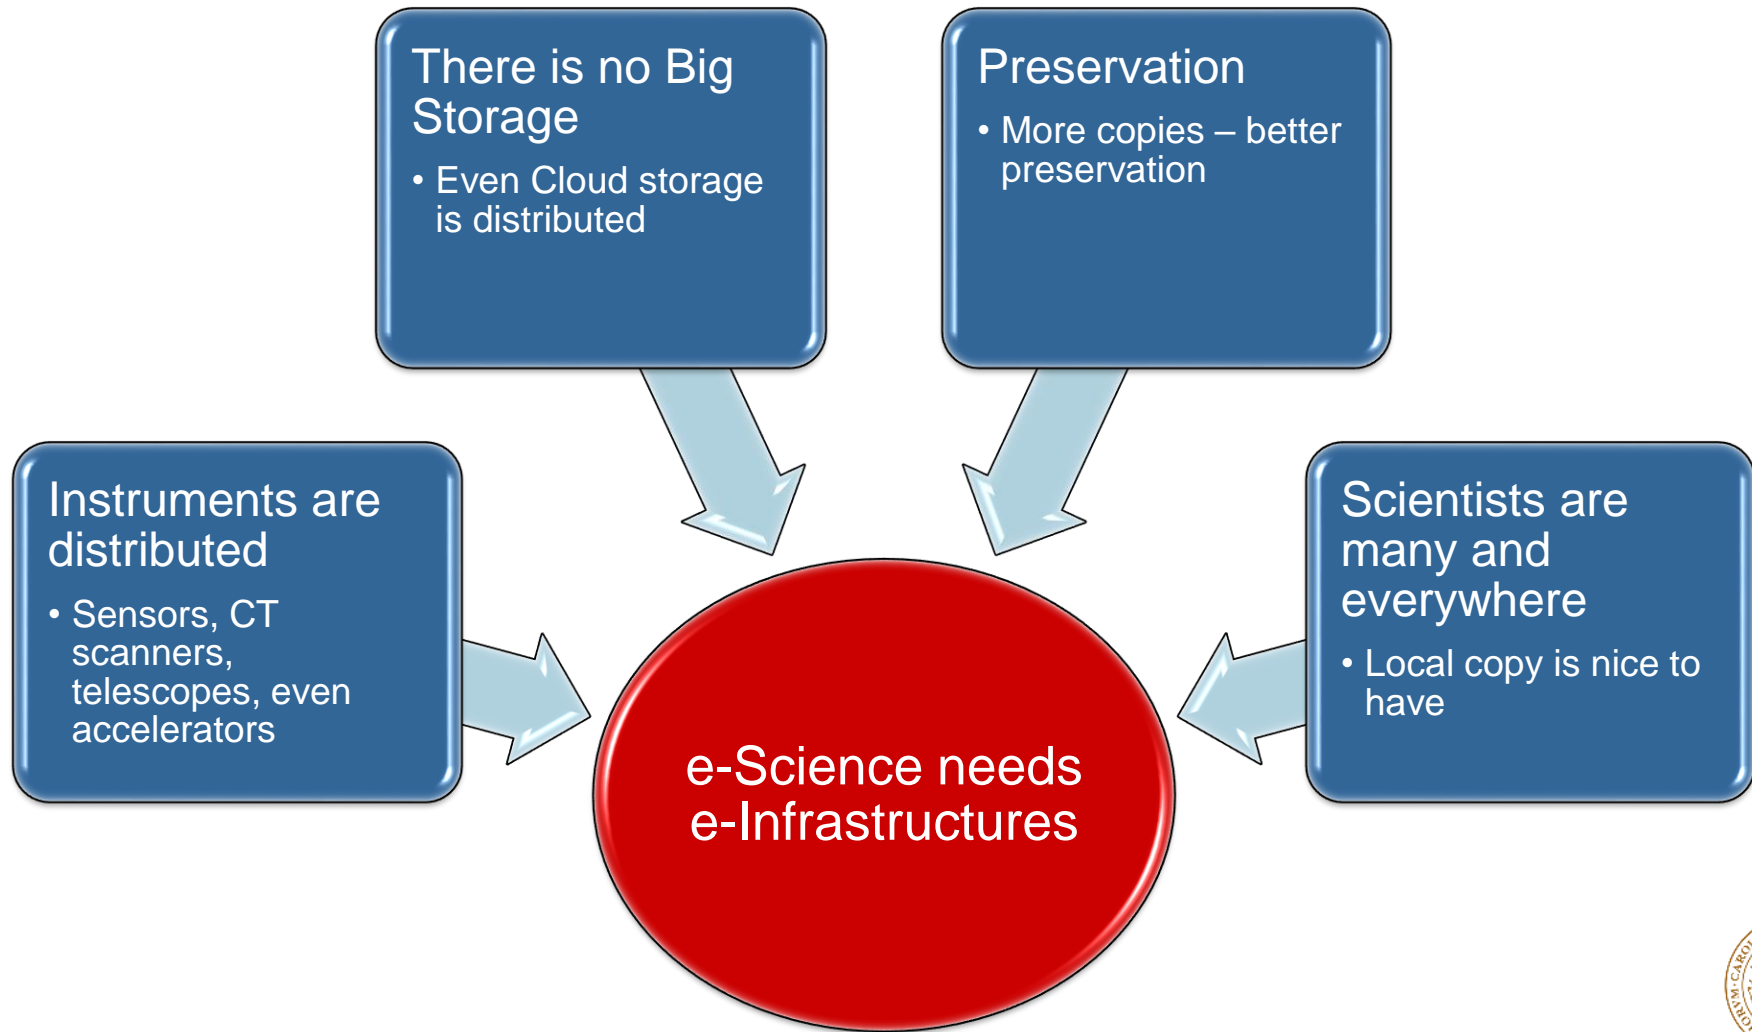 There is no Big
Storage
• Even Cloud storage
is distributed
Preservation
• More copies – better
preservation
Instruments are
distributed
• Sensors, CT
scanners,
telescopes, even
accelerators
Scientists are
many and
everywhere
• Local copy is nice to
have
e-Science needs
e-Infrastructures